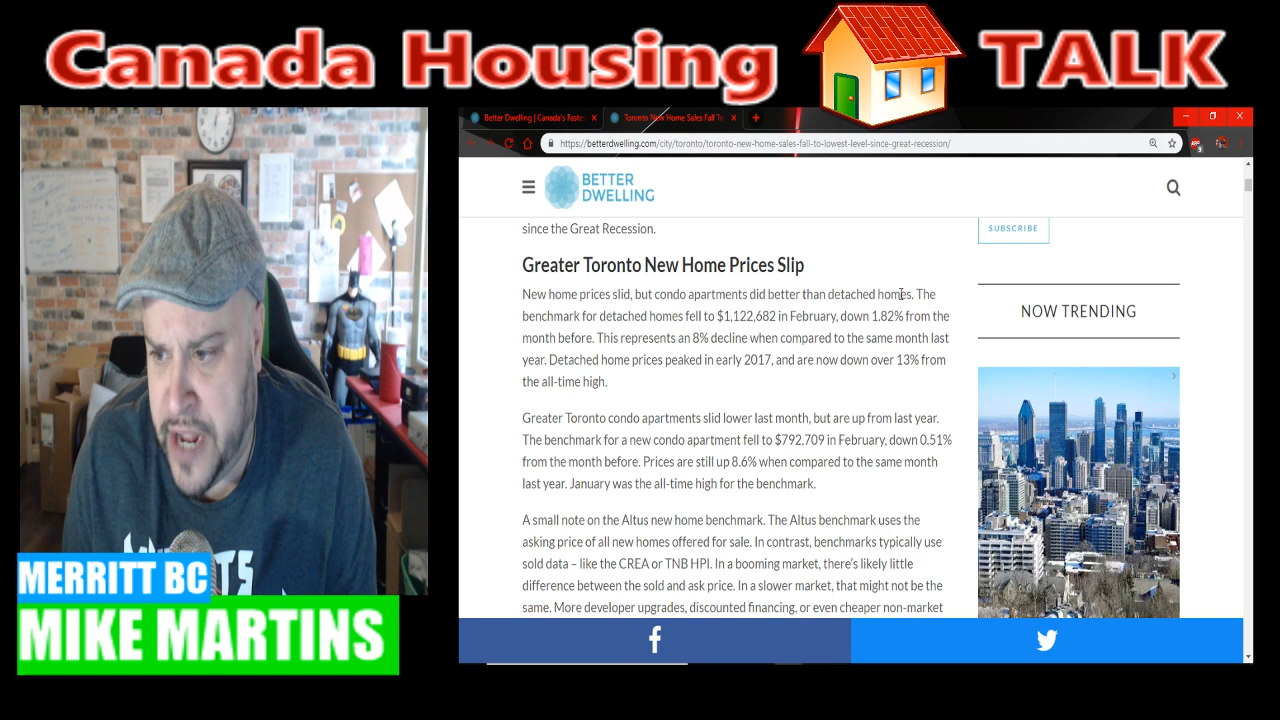 Canada Housing TALK
Better Dwelling | Canada's Fastes
Toronto New Home Sales Fall To
https://betterdwelling.com/city/toronto/toronto-new-home-sales-fall-to-lowest-level-since-great-recession/
BETTER
DWELLING
since the Great Recession.
SUBSCRIBE
Greater Toronto New Home Prices Slip
New home prices slid, but condo apartments did better than detached homes. The
benchmark for detached homes fell to $1,122,682 in February, down 1.82% from the
month before. This represents an 8% decline when compared to the same month last
year. Detached home prices peaked in early 2017, and are now down over 13% from
the all-time high.
NOW TRENDING
Greater Toronto condo apartments slid lower last month, but are up from last year.
The benchmark for a new condo apartment fell to $792,709 in February, down 0.51%
from the month before. Prices are still up 8.6% when compared to the same month
last year. January was the all-time high for the benchmark.
A small note on the Altus new home benchmark. The Altus benchmark uses the
asking price of all new homes offered for sale. In contrast, benchmarks typically use
sold data – like the CREA or TNB HPI. In a booming market, there's likely little
difference between the sold and ask price. In a slower market, that might not be the
same. More developer upgrades, discounted financing, or even cheaper non-market
MERRITT BC
MIKE MARTINS